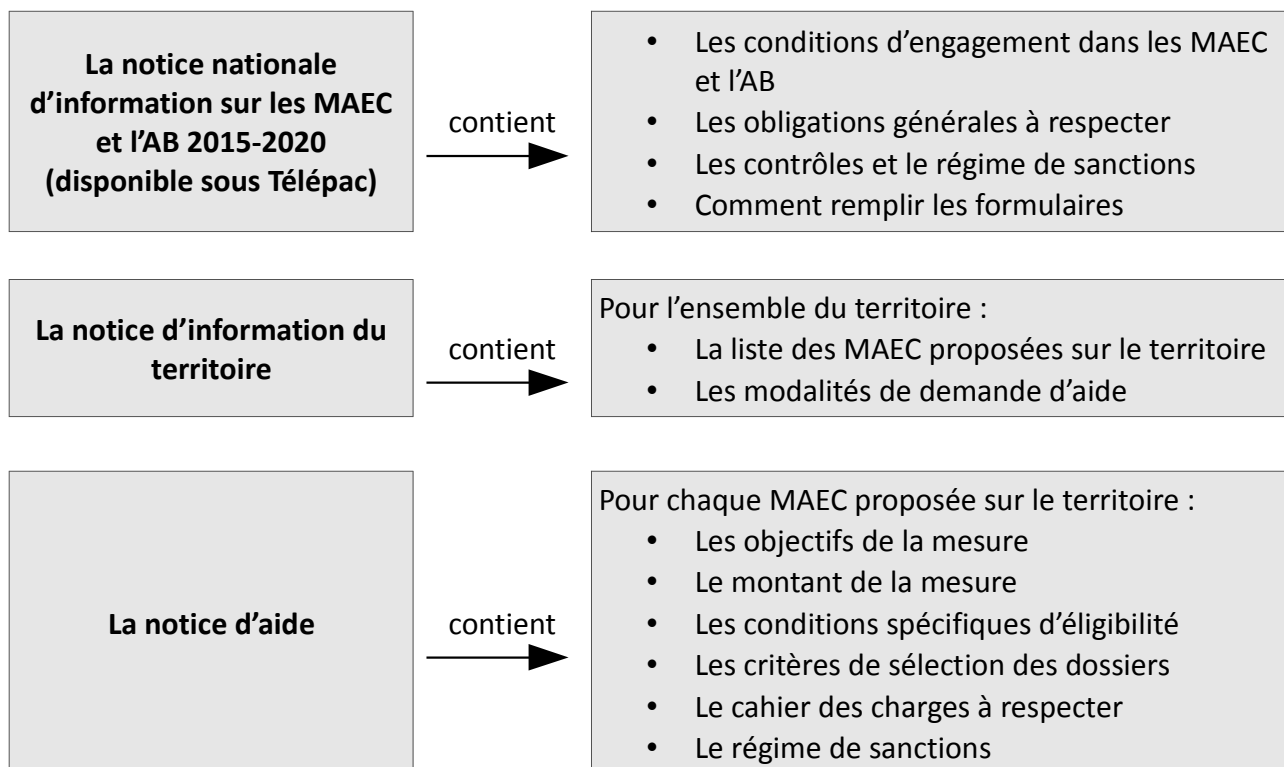 La notice nationale
d'information sur les MAEC
et l'AB 2015-2020
(disponible sous Télépac)
contient
• Les conditions d'engagement dans les MAEC
et l'AB
• Les obligations générales à respecter
• Les contrôles et le régime de sanctions
• Comment remplir les formulaires
La notice d'information du
territoire
contient
Pour l'ensemble du territoire :
• La liste des MAEC proposées sur le territoire
• Les modalités de demande d'aide
La notice d'aide
contient
Pour chaque MAEC proposée sur le territoire :
• Les objectifs de la mesure
• Le montant de la mesure
• Les conditions spécifiques d'éligibilité
• Les critères de sélection des dossiers
• Le cahier des charges à respecter
• Le régime de sanctions